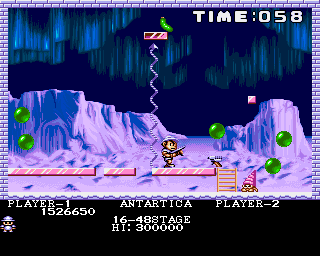 TIME:058
PLAYER-1 ANTARTICA PLAYER-2
1526650
16-48STAGE
HI: 300000